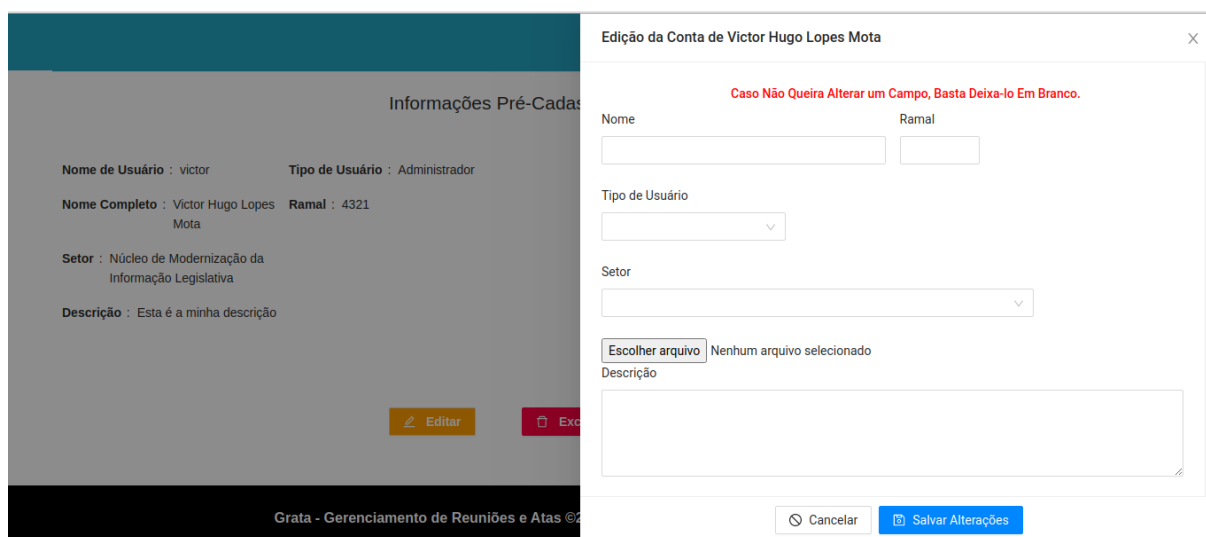 Informações Pré-Cadas
Nome de Usuário : victor
Tipo de Usuário : Administrador
Nome Completo : Victor Hugo Lopes
Mota
Ramal : 4321
Setor : Núcleo de Modernização da
Informação Legislativa
Descrição : Esta é a minha descrição
Editar
Exc
Grata - Gerenciamento de Reuniões e Atas ©2
Edição da Conta de Victor Hugo Lopes Mota
Caso Não Queira Alterar um Campo, Basta Deixa-lo Em Branco.
Nome
Ramal
Tipo de Usuário
Setor
Escolher arquivo Nenhum arquivo selecionado
Descrição
Cancelar
Salvar Alterações